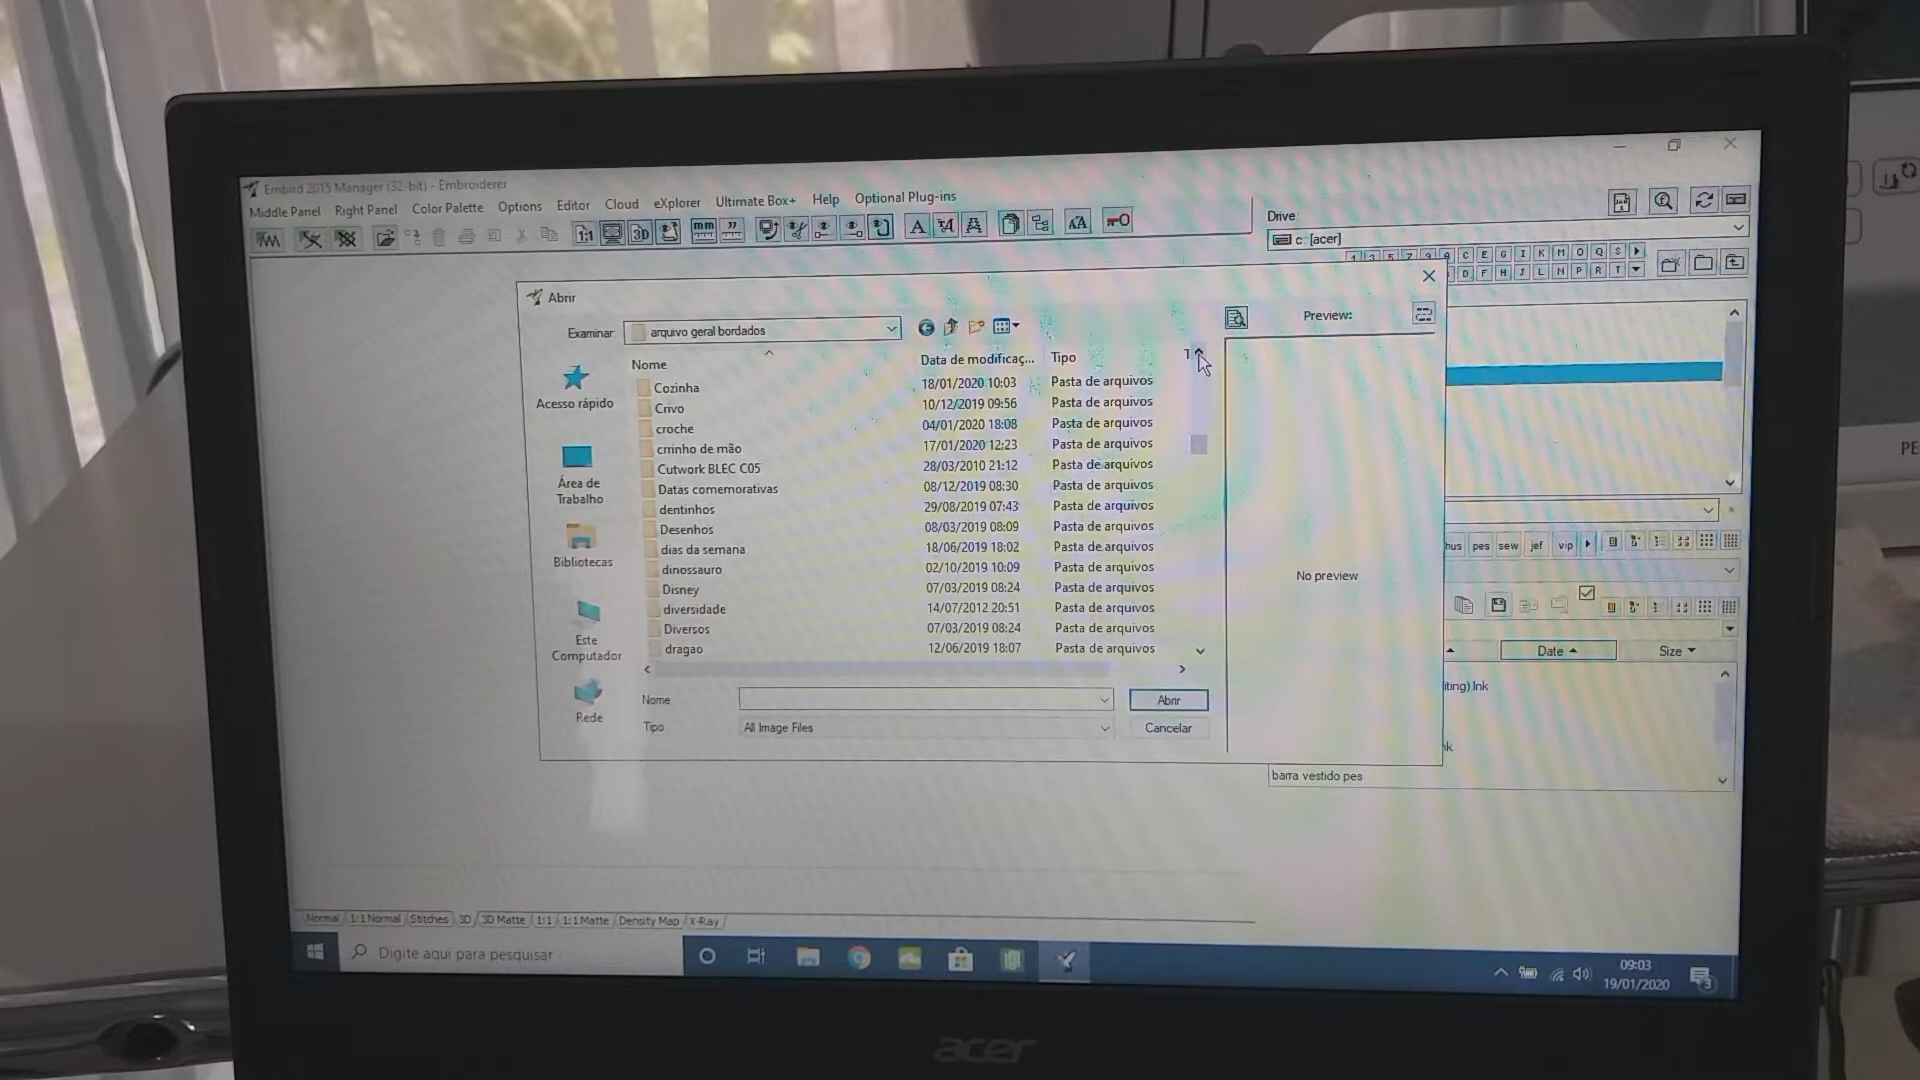 Embird 2015 Manager (32-bit) - Embroiderer
Middle Panel Right Panel Color Palette Options Editor Cloud eXplorer Ultimate Box+ Help Optional Plug-ins
1:1 3D mm A A AA
Drive:
c: [acer]
C E G I K M O Q S
D F H J L N P R T
Abrir
Examinar: arquivo geral bordados
Preview:
Nome Data de modificaç... Tipo T
Acesso rápido
Área de Trabalho
Bibliotecas
Este Computador
Rede
Cozinha 18/01/2020 10:03 Pasta de arquivos
Crivo 10/12/2019 09:56 Pasta de arquivos
croche 04/01/2020 18:08 Pasta de arquivos
crrinho de mão 17/01/2020 12:23 Pasta de arquivos
Cutwork BLEC C05 28/03/2010 21:12 Pasta de arquivos
Datas comemorativas 08/12/2019 08:30 Pasta de arquivos
dentinhos 29/08/2019 07:43 Pasta de arquivos
Desenhos 08/03/2019 08:09 Pasta de arquivos
dias da semana 18/06/2019 18:02 Pasta de arquivos
dinossauro 02/10/2019 10:09 Pasta de arquivos
Disney 07/03/2019 08:24 Pasta de arquivos
diversidade 14/07/2012 20:51 Pasta de arquivos
Diversos 07/03/2019 08:24 Pasta de arquivos
dragao 12/06/2019 18:07 Pasta de arquivos
No preview
hus pes sew jef vip
Date Size
iting).lnk
Nome Abrir
Tipo All Image Files Cancelar
barra vestido pes
Normal 1:1 Normal Stitches 3D 3D Matte 1:1 1:1 Matte Density Map X-Ray
Digite aqui para pesquisar
09:03
19/01/2020
3
acer
PE